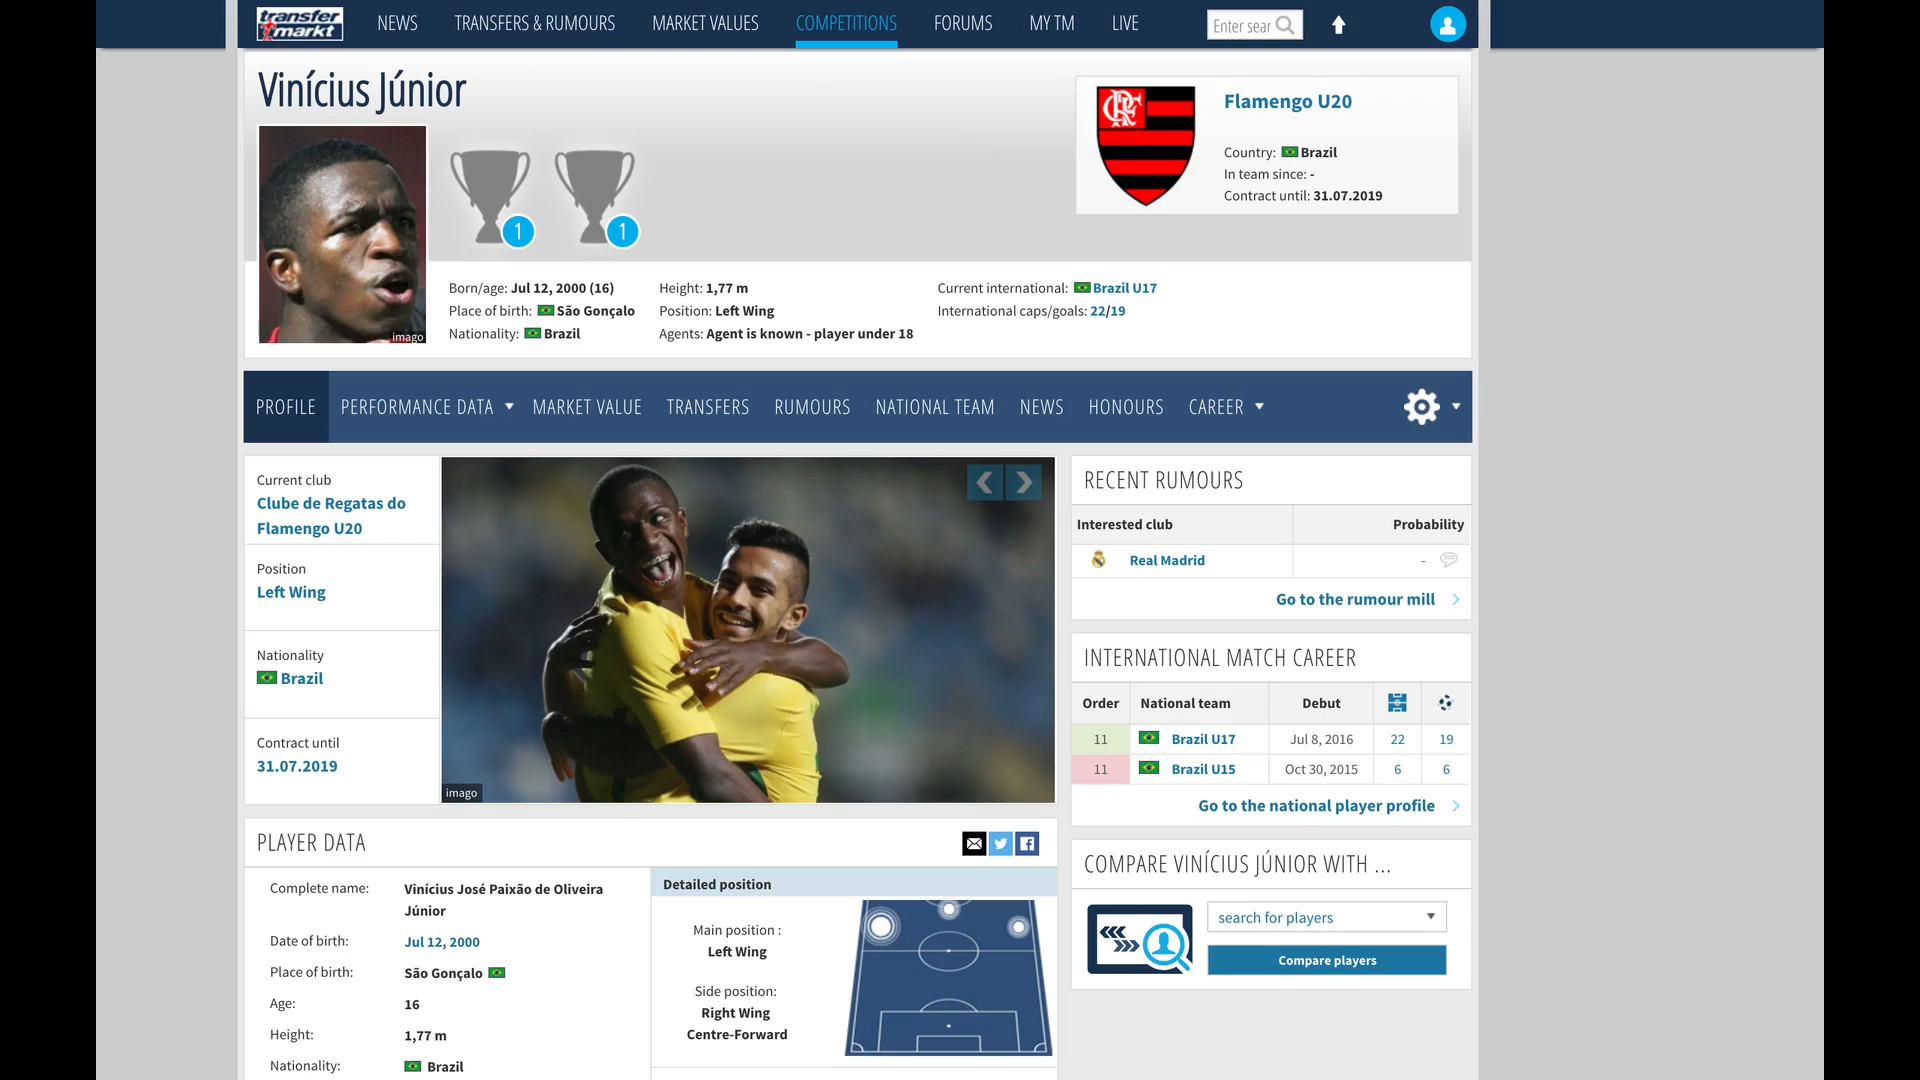 transfer
markt
NEWS
TRANSFERS & RUMOURS
MARKET VALUES
COMPETITIONS
FORUMS
MY TM
LIVE
Enter sear
Vinícius Júnior
1
1
imago
Flamengo U20
Country: Brazil
In team since: -
Contract until: 31.07.2019
Born/age: Jul 12, 2000 (16)
Place of birth: São Gonçalo
Nationality: Brazil
Height: 1,77 m
Position: Left Wing
Agents: Agent is known - player under 18
Current international: Brazil U17
International caps/goals: 22/19
PROFILE
PERFORMANCE DATA
MARKET VALUE
TRANSFERS
RUMOURS
NATIONAL TEAM
NEWS
HONOURS
CAREER
Current club
Clube de Regatas do
Flamengo U20
Position
Left Wing
Nationality
Brazil
Contract until
31.07.2019
imago
RECENT RUMOURS
Interested club Probability
Real Madrid -
Go to the rumour mill
INTERNATIONAL MATCH CAREER
Order National team Debut
11 Brazil U17 Jul 8, 2016 22 19
11 Brazil U15 Oct 30, 2015 6 6
Go to the national player profile
COMPARE VINÍCIUS JÚNIOR WITH ...
search for players
Compare players
PLAYER DATA
Complete name: Vinícius José Paixão de Oliveira
Júnior
Date of birth: Jul 12, 2000
Place of birth: São Gonçalo
Age: 16
Height: 1,77 m
Nationality: Brazil
Detailed position
Main position :
Left Wing
Side position:
Right Wing
Centre-Forward